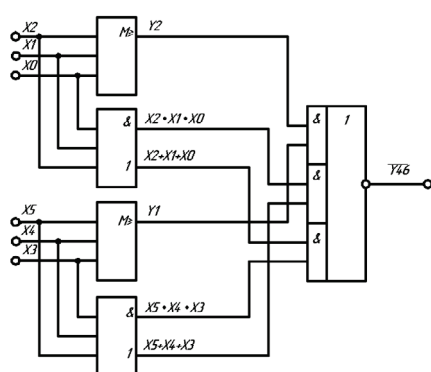 X2
X1
X0
M≥
Y2
&
1
X2•X1•X0
X2+X1+X0
X5
X4
X3
M≥
Y1
&
1
X5•X4•X3
X5+X4+X3
&
&
&
1
Y46